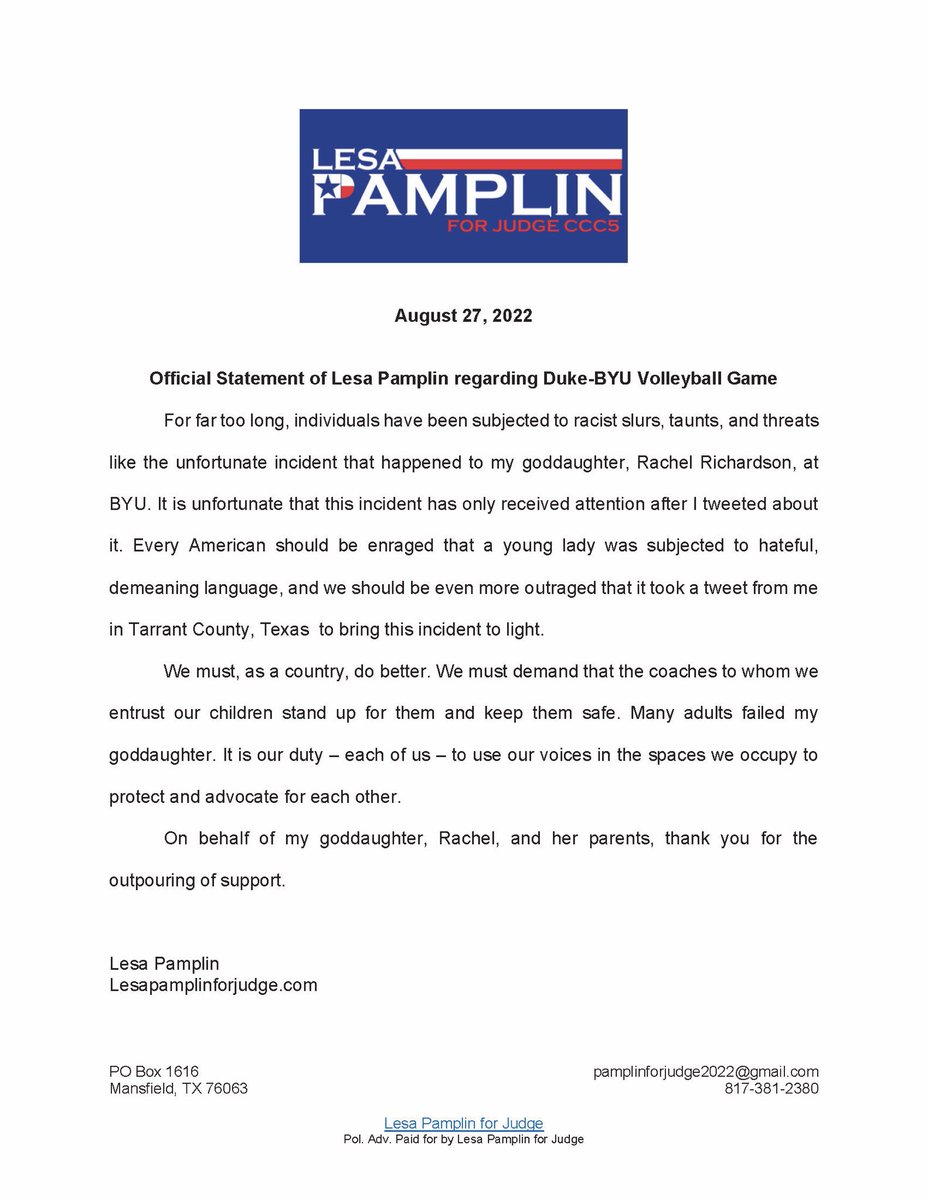 LESA
PAMPLIN
FOR JUDGE CCC5
August 27, 2022
Official Statement of Lesa Pamplin regarding Duke-BYU Volleyball Game
For far too long, individuals have been subjected to racist slurs, taunts, and threats
like the unfortunate incident that happened to my goddaughter, Rachel Richardson, at
BYU. It is unfortunate that this incident has only received attention after I tweeted about
it. Every American should be enraged that a young lady was subjected to hateful,
demeaning language, and we should be even more outraged that it took a tweet from me
in Tarrant County, Texas  to bring this incident to light.
We must, as a country, do better. We must demand that the coaches to whom we
entrust our children stand up for them and keep them safe. Many adults failed my
goddaughter. It is our duty – each of us – to use our voices in the spaces we occupy to
protect and advocate for each other.
On behalf of my goddaughter, Rachel, and her parents, thank you for the
outpouring of support.
Lesa Pamplin
Lesapamplinforjudge.com
PO Box 1616
Mansfield, TX 76063
pamplinforjudge2022@gmail.com
817-381-2380
Lesa Pamplin for Judge
Pol. Adv. Paid for by Lesa Pamplin for Judge